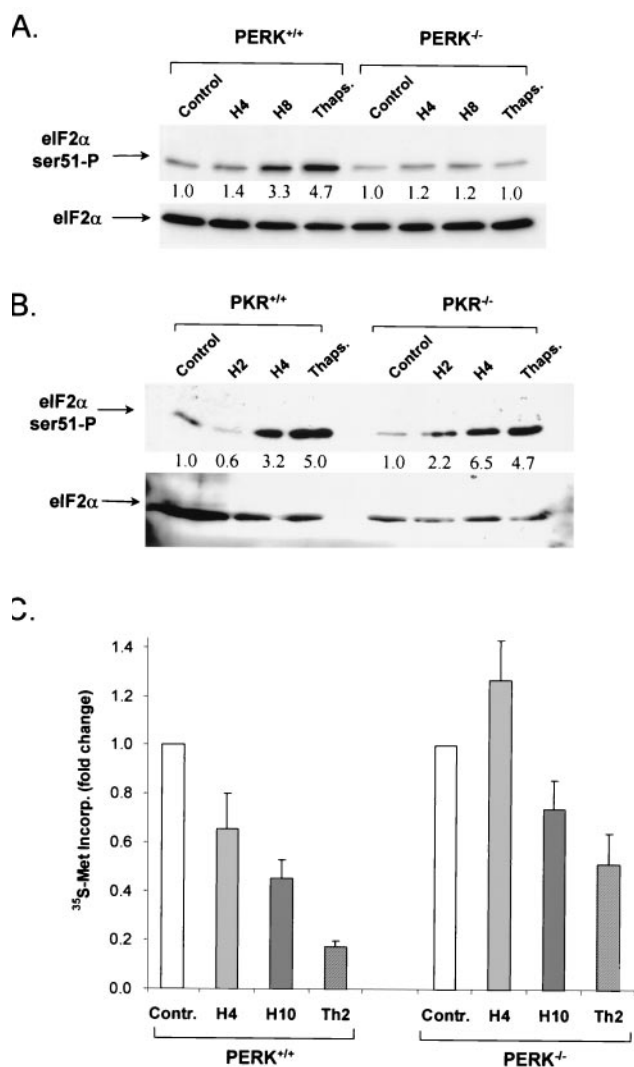 A.
PERK+/+ PERK-/-
Control H4 H8 Thaps. Control H4 H8 Thaps.
eIF2α
ser51-P
1.0 1.4 3.3 4.7 1.0 1.2 1.2 1.0
eIF2α
B.
PKR+/+ PKR-/-
Control H2 H4 Thaps. Control H2 H4 Thaps.
eIF2α
ser51-P
1.0 0.6 3.2 5.0 1.0 2.2 6.5 4.7
eIF2α
C.
1.4
1.2
1.0
0.8
0.6
0.4
0.2
0.0
35S-Met Incorp. (fold change)
Contr. H4 H10 Th2 Contr. H4 H10 Th2
PERK+/+ PERK-/-